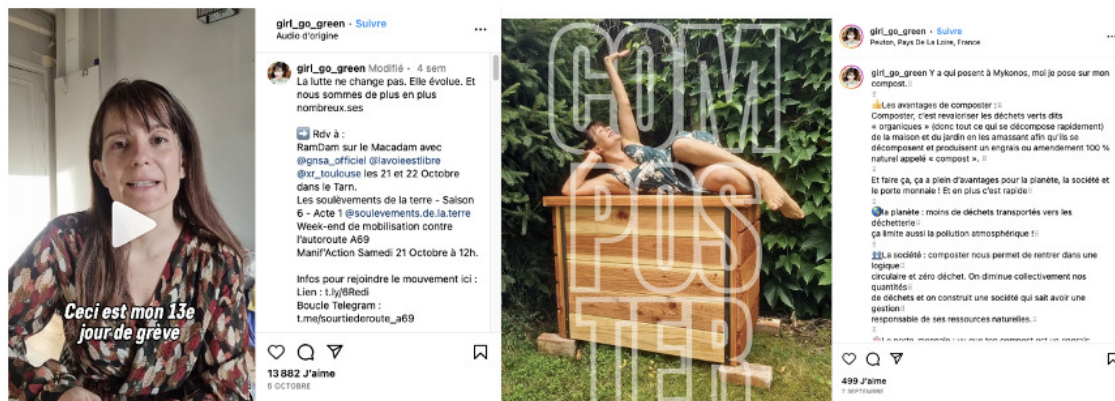 Ceci est mon 13e
jour de grève
girl_go_green · Suivre
Audio d'origine
girl_go_green Modifié · 4 sem
La lutte ne change pas. Elle évolue. Et
nous sommes de plus en plus
nombreux.ses
➡️ Rdv à :
RamDam sur le Macadam avec
@gnsa_officiel @lavoieestlibre
@xr_toulouse les 21 et 22 Octobre
dans le Tarn.
Les soulèvements de la terre - Saison
6 - Acte 1 @soulevements.de.la.terre
Week-end de mobilisation contre
l'autoroute A69
Manif'Action Samedi 21 Octobre à 12h.
Infos pour rejoindre le mouvement ici :
Lien : t.ly/6Redi
Boucle Telegram :
t.me/sortiederoute_a69
13 882 J'aime
5 OCTOBRE
COM
POS
TER
girl_go_green · Suivre
Peuton, Pays De La Loire, France
girl_go_green Y a qui posent à Mykonos, moi je pose sur mon
compost.
👍Les avantages de composter :
Composter, c'est revaloriser les déchets verts dits
« organiques » (donc tout ce qui se décompose rapidement)
de la maison et du jardin en les amassant afin qu'ils se
décomposent et produisent un engrais ou amendement 100 %
naturel appelé « compost ».
Et faire ça, ça a plein d'avantages pour la planète, la société et
le porte monnaie ! Et en plus c'est rapide
🌍la planète : moins de déchets transportés vers les
déchetterie
ça limite aussi la pollution atmosphérique !
👥La société : composter nous permet de rentrer dans une
logique
circulaire et zéro déchet. On diminue collectivement nos
quantités
de déchets et on construit une société qui sait avoir une
gestion
responsable de ses ressources naturelles.
499 J'aime
7 SEPTEMBRE